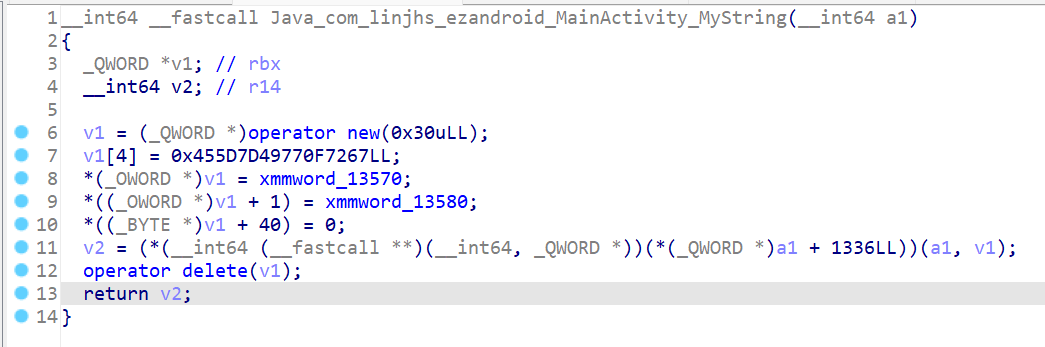 1 __int64 __fastcall Java_com_linjhs_ezandroid_MainActivity_MyString(__int64 a1)
2 {
3   _QWORD *v1; // rbx
4   __int64 v2; // r14
5
6   v1 = (_QWORD *)operator new(0x30uLL);
7   v1[4] = 0x455D7D49770F7267LL;
8   *(_OWORD *)v1 = xmmword_13570;
9   *((_OWORD *)v1 + 1) = xmmword_13580;
10   *((_BYTE *)v1 + 40) = 0;
11   v2 = (*(__int64 (__fastcall **)(__int64, _QWORD *))(*(_QWORD *)a1 + 1336LL))(a1, v1);
12   operator delete(v1);
13   return v2;
14 }